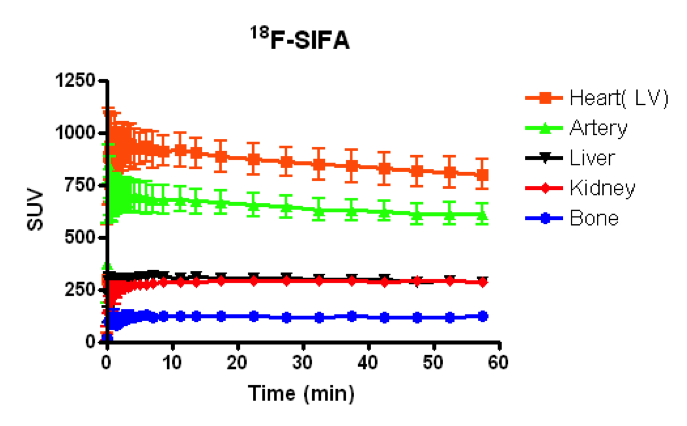 ¹⁸F-SIFA
SUV
1250
1000
750
500
250
0
0 10 20 30 40 50 60
Time (min)
Heart( LV)
Artery
Liver
Kidney
Bone